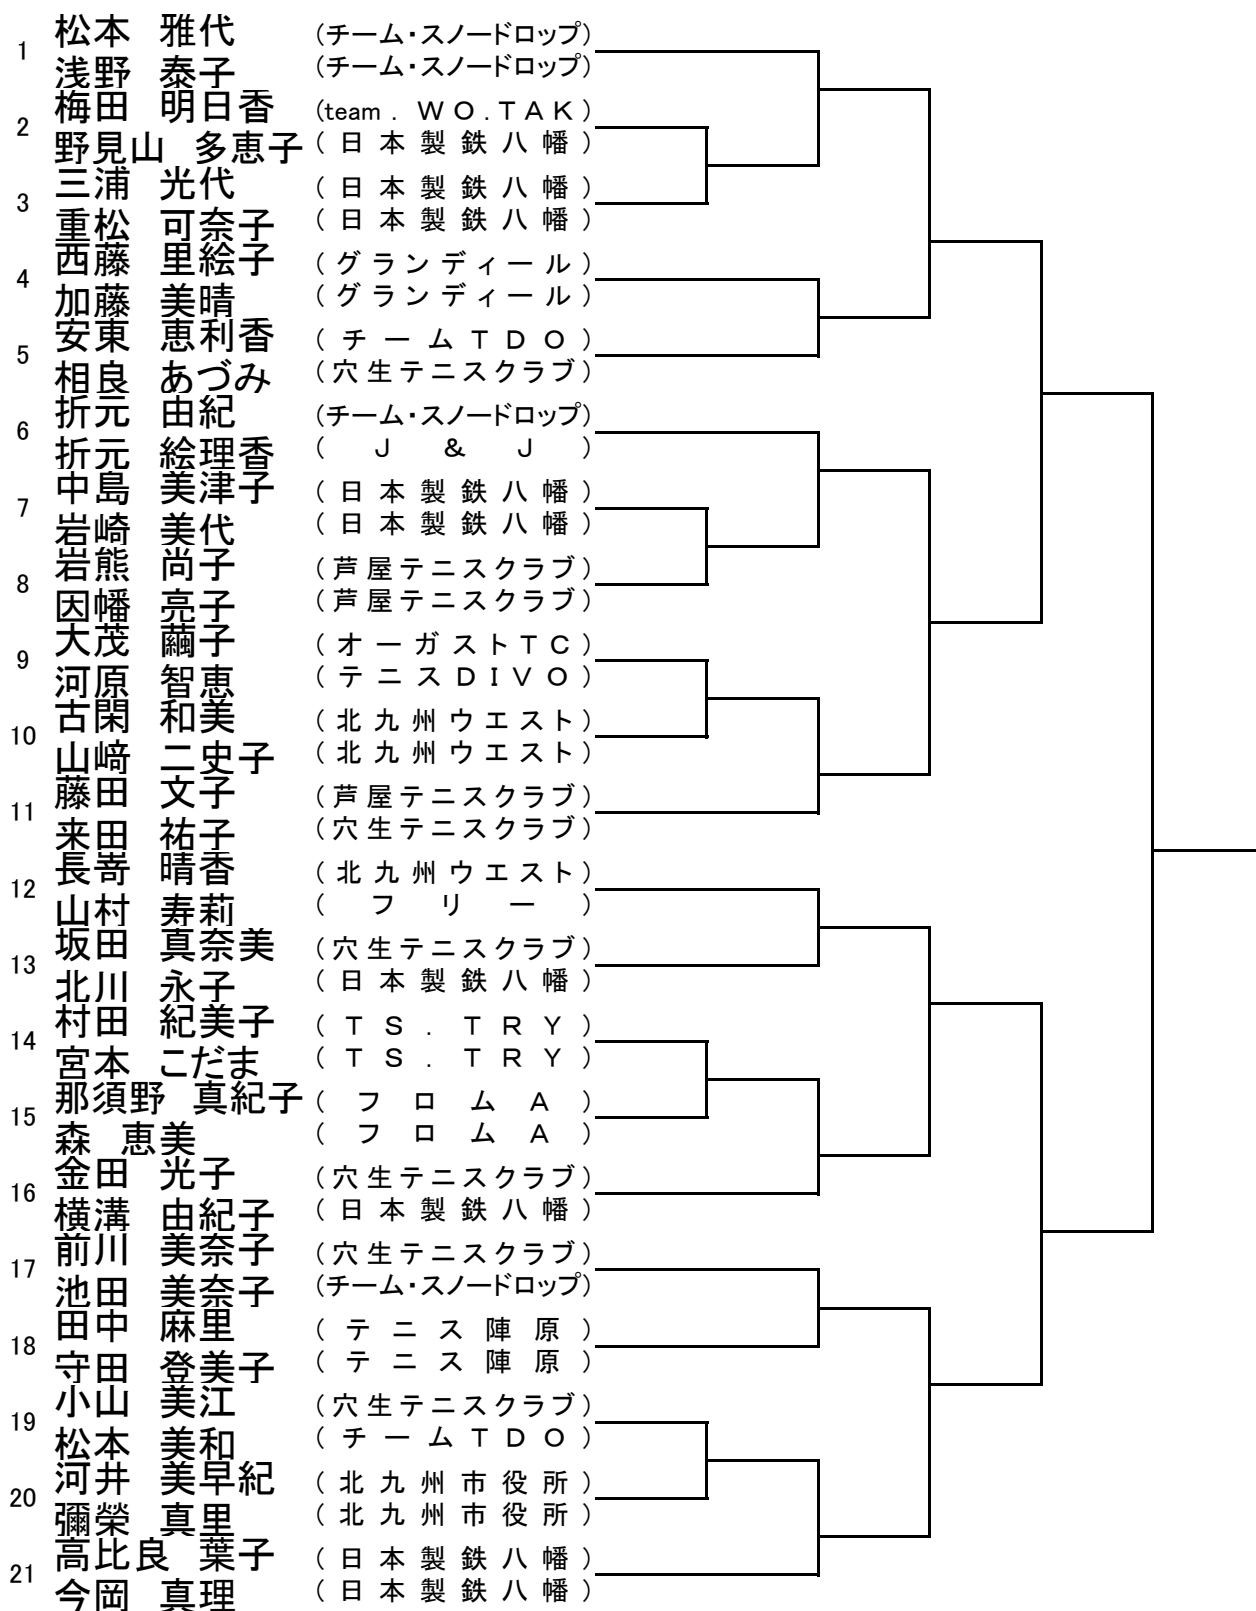 1 松本 雅代 (チーム・スノードロップ)
浅野 泰子 (チーム・スノードロップ)
2 梅田 明日香 (team．ＷＯ．ＴＡＫ)
野見山 多恵子 (日本製鉄八幡)
3 三浦 光代 (日本製鉄八幡)
重松 可奈子 (日本製鉄八幡)
4 西藤 里絵子 (グランディール)
加藤 美晴 (グランディール)
5 安東 恵利香 (チームＴＤＯ)
相良 あづみ (穴生テニスクラブ)
6 折元 由紀 (チーム・スノードロップ)
折元 絵理香 (Ｊ＆Ｊ)
7 中島 美津子 (日本製鉄八幡)
岩崎 美代 (日本製鉄八幡)
8 岩熊 尚子 (芦屋テニスクラブ)
因幡 亮子 (芦屋テニスクラブ)
9 大茂 繭子 (オーガストＴＣ)
河原 智恵 (テニスＤＩＶＯ)
10 古閑 和美 (北九州ウエスト)
山﨑 二史子 (北九州ウエスト)
11 藤田 文子 (芦屋テニスクラブ)
来田 祐子 (穴生テニスクラブ)
12 長嵜 晴香 (北九州ウエスト)
山村 寿莉 (フリー)
13 坂田 真奈美 (穴生テニスクラブ)
北川 永子 (日本製鉄八幡)
14 村田 紀美子 (ＴＳ．ＴＲＹ)
宮本 こだま (ＴＳ．ＴＲＹ)
15 那須野 真紀子 (フロムＡ)
森 恵美 (フロムＡ)
16 金田 光子 (穴生テニスクラブ)
横溝 由紀子 (日本製鉄八幡)
17 前川 美奈子 (穴生テニスクラブ)
池田 美奈子 (チーム・スノードロップ)
18 田中 麻里 (テニス陣原)
守田 登美子 (テニス陣原)
19 小山 美江 (穴生テニスクラブ)
松本 美和 (チームＴＤＯ)
20 河井 美早紀 (北九州市役所)
彌榮 真里 (北九州市役所)
21 高比良 葉子 (日本製鉄八幡)
今岡 真理 (日本製鉄八幡)